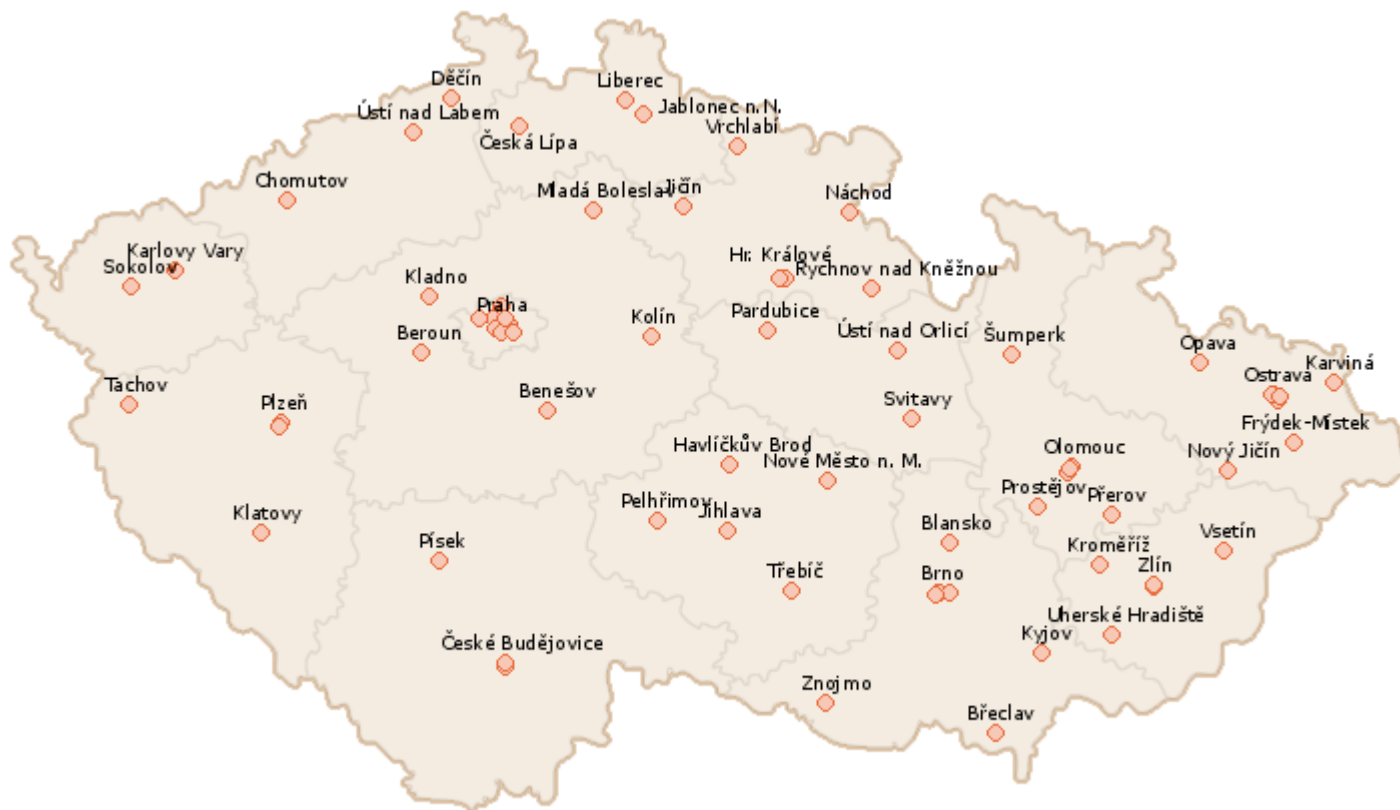 Děčín
Liberec
Ústí nad Labem
Jablonec n.N.
Vrchlabí
Česká Lípa
Chomutov
Mladá Boleslav
Jičín
Náchod
Karlovy Vary
Sokolov
Kladno
Hr. Králové
Rychnov nad Kněžnou
Praha
Pardubice
Kolín
Beroun
Ústí nad Orlicí
Šumperk
Opava
Karviná
Ostrava
Tachov
Plzeň
Benešov
Svitavy
Frýdek-Místek
Havlíčkův Brod
Nové Město n. M.
Olomouc
Nový Jičín
Prostějov
Přerov
Pelhřimov
Jihlava
Klatovy
Blansko
Vsetín
Písek
Kroměříž
Třebíč
Brno
Zlín
Uherské Hradiště
Kyjov
České Budějovice
Znojmo
Břeclav